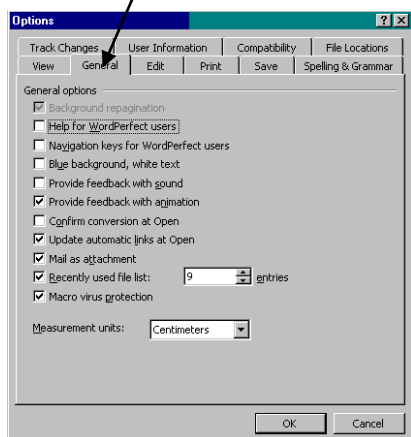 Options
Track Changes User Information Compatibility File Locations
View General Edit Print Save Spelling & Grammar
General options
Background repagination
Help for WordPerfect users
Navigation keys for WordPerfect users
Blue background, white text
Provide feedback with sound
Provide feedback with animation
Confirm conversion at Open
Update automatic links at Open
Mail as attachment
Recently used file list: 9 entries
Macro virus protection
Measurement units: Centimeters
OK Cancel